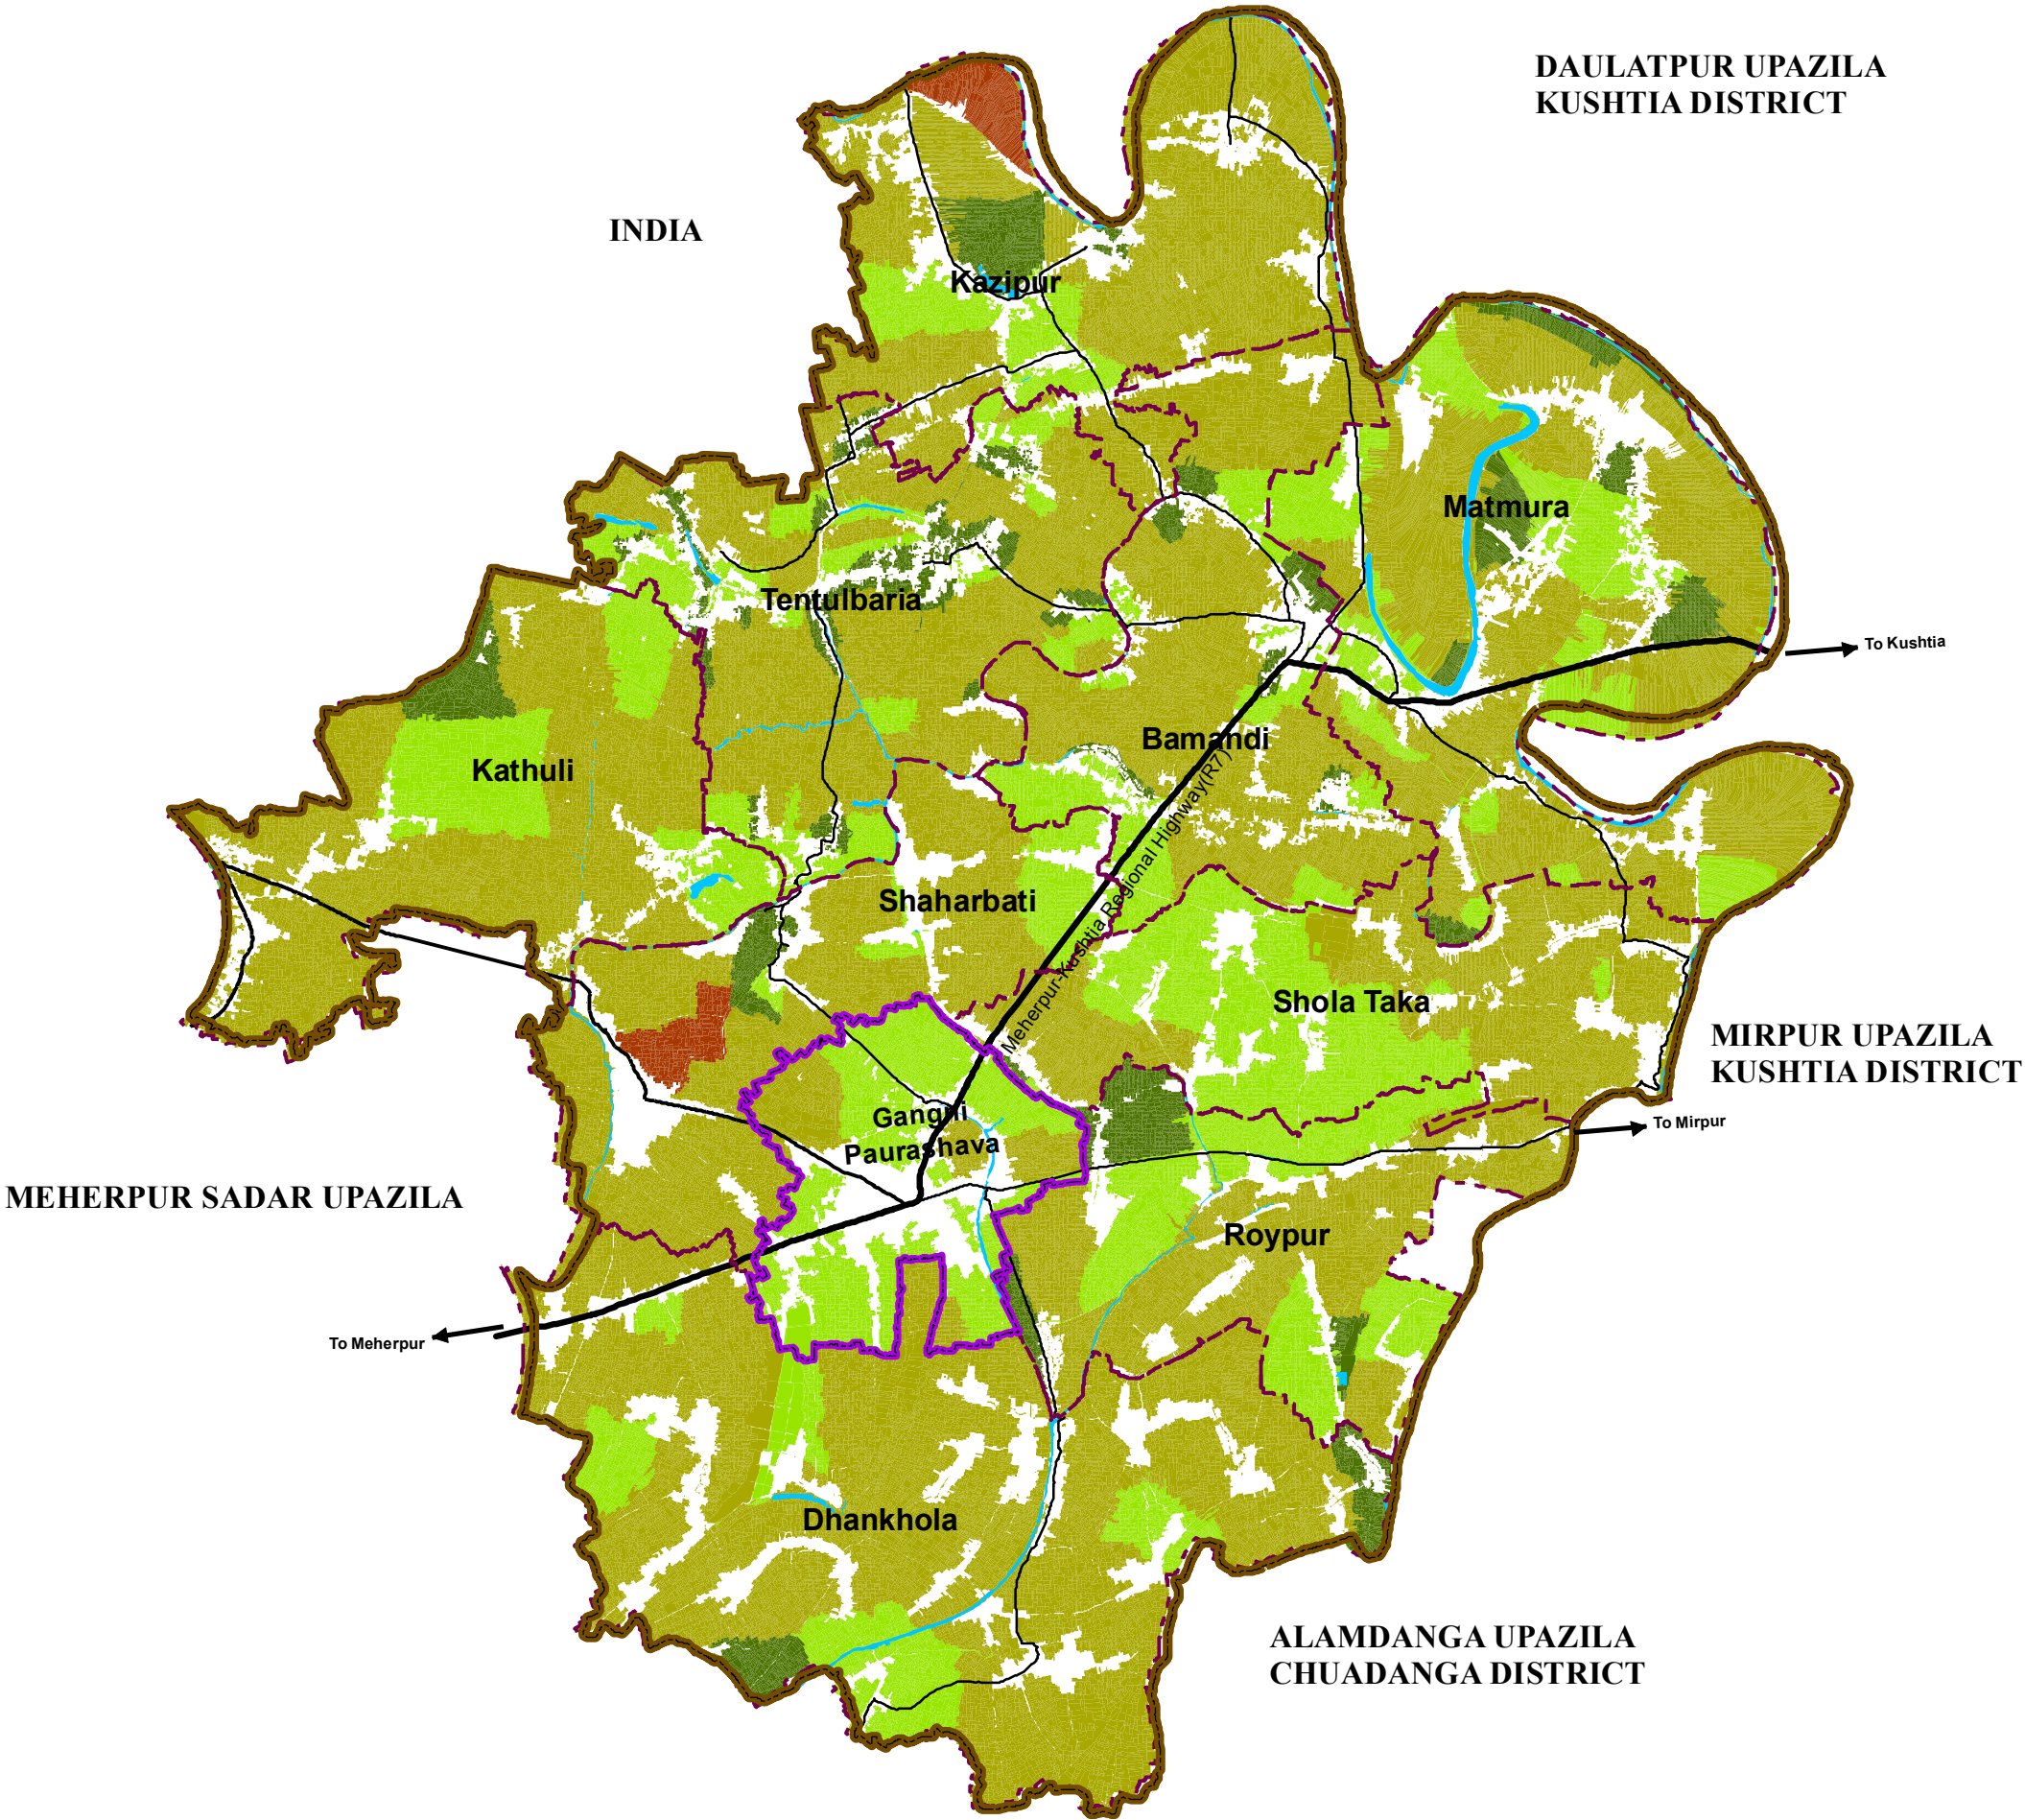 DAULATPUR UPAZILA
KUSHTIA DISTRICT
INDIA
Kazipur
Matmura
Tentulbaria
To Kushtia
Bamandi
Kathuli
Meherpur-Kushtia Regional Highway(R7)
Shaharbati
Shola Taka
MIRPUR UPAZILA
KUSHTIA DISTRICT
Gangni
Paurashava
To Mirpur
MEHERPUR SADAR UPAZILA
Roypur
To Meherpur
Dhankhola
ALAMDANGA UPAZILA
CHUADANGA DISTRICT